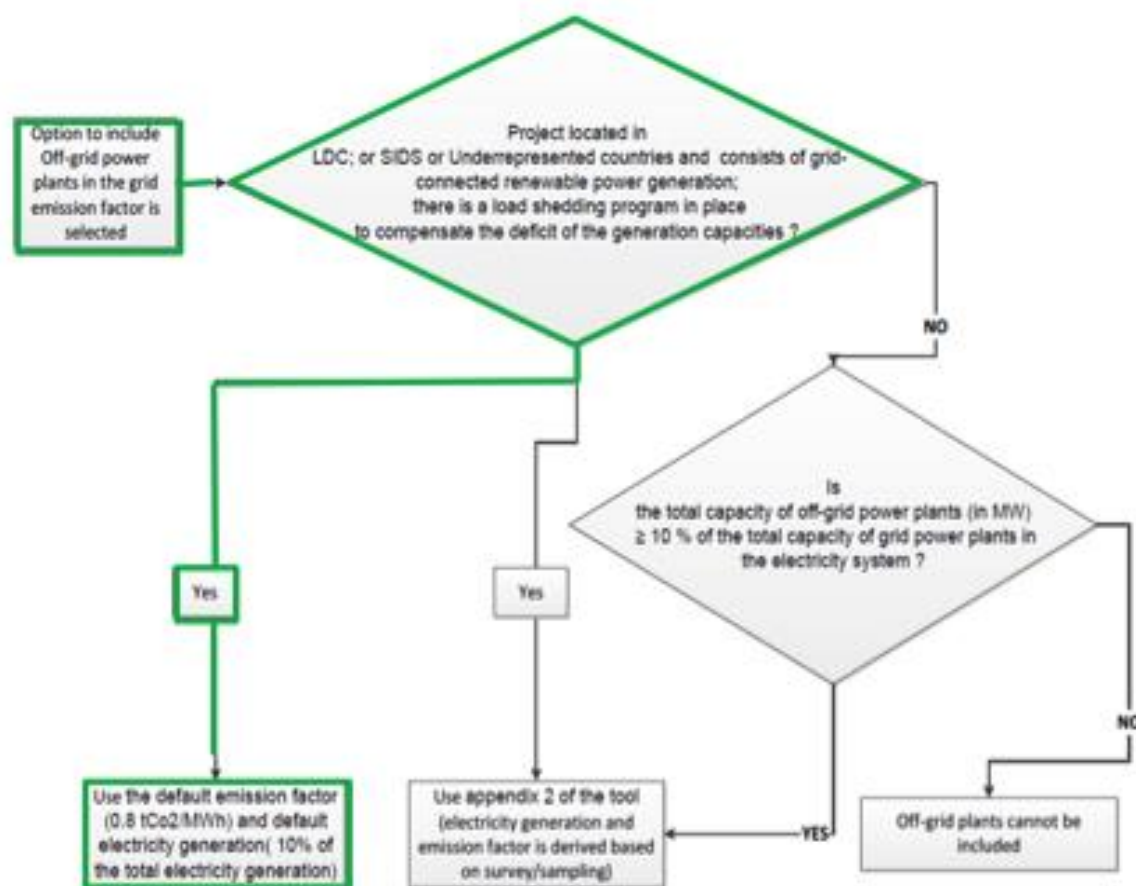 Option to include
Off-grid power
plants in the grid
emission factor is
selected
Project located in
LDC; or SIDS or Underrepresented countries and consists of grid-
connected renewable power generation;
there is a load shedding program in place
to compensate the deficit of the generation capacities ?
NO
Is
the total capacity of off-grid power plants (in MW)
≥ 10 % of the total capacity of grid power plants in
the electricity system ?
Yes
Yes
NO
YES
Use the default emission factor
(0.8 tCo2/MWh) and default
electricity generation( 10% of
the total electricity generation)
Use appendix 2 of the tool
(electricity generation and
emission factor is derived based
on survey/sampling)
Off-grid plants cannot be
included